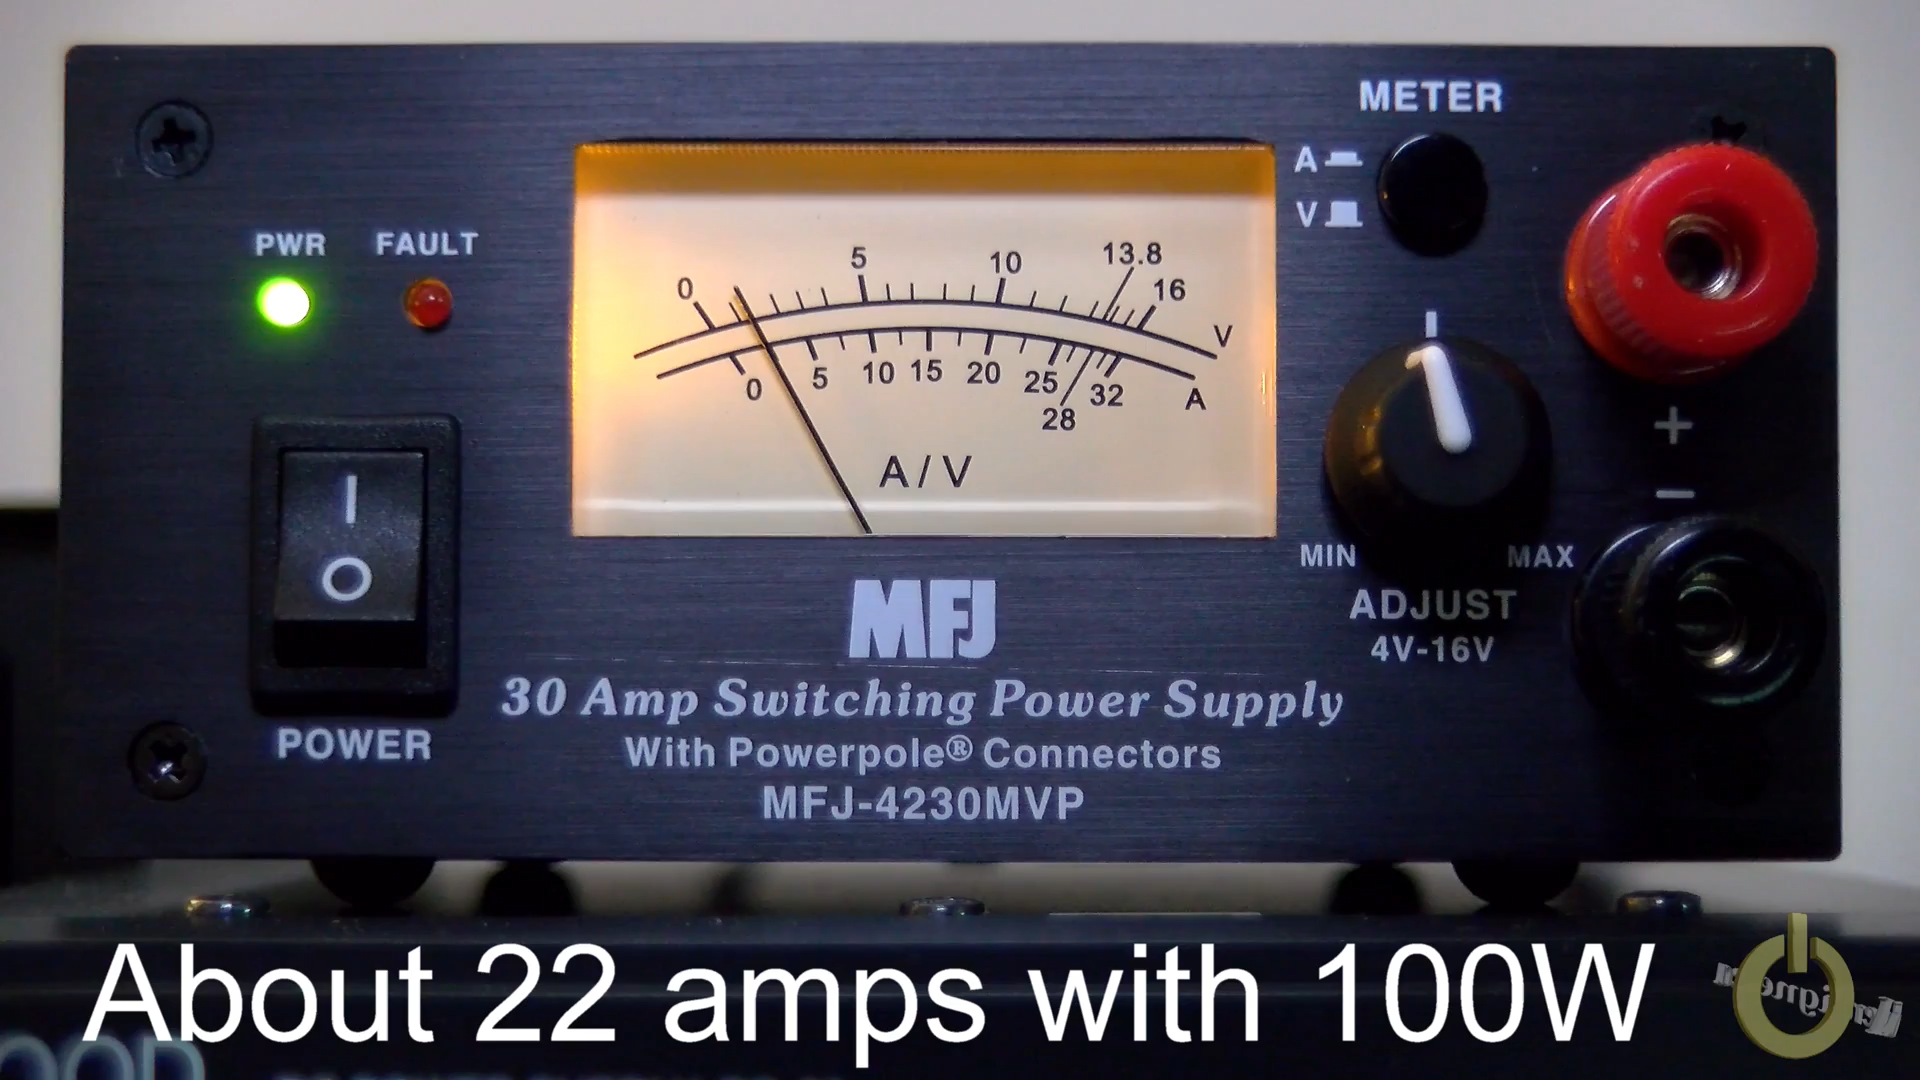 METER
A
V
PWR FAULT
0 5 10 13.8 16 V
0 5 10 15 20 25 28 32 A
A/V
I
O
POWER
+
−
MIN MAX
ADJUST
4V-16V
MFJ
30 Amp Switching Power Supply
With Powerpole® Connectors
MFJ-4230MVP
About 22 amps with 100W